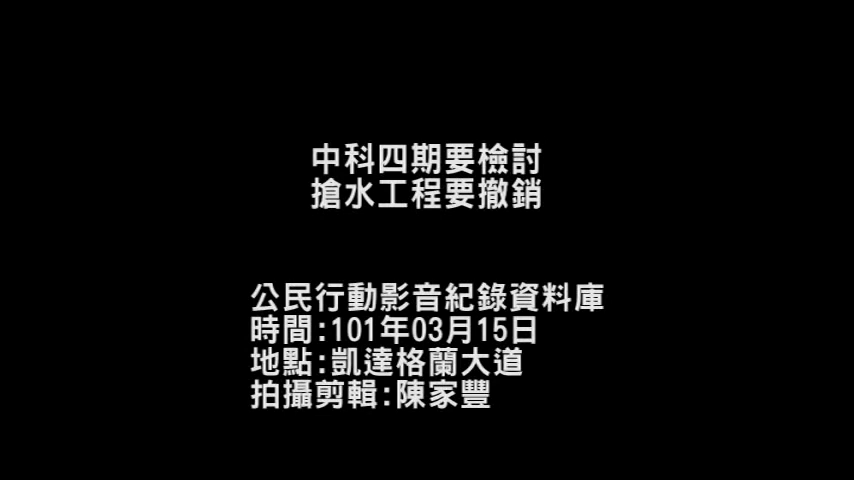 中科四期要檢討
搶水工程要撤銷
公民行動影音紀錄資料庫
時間:101年03月15日
地點:凱達格蘭大道
拍攝剪輯:陳家豐